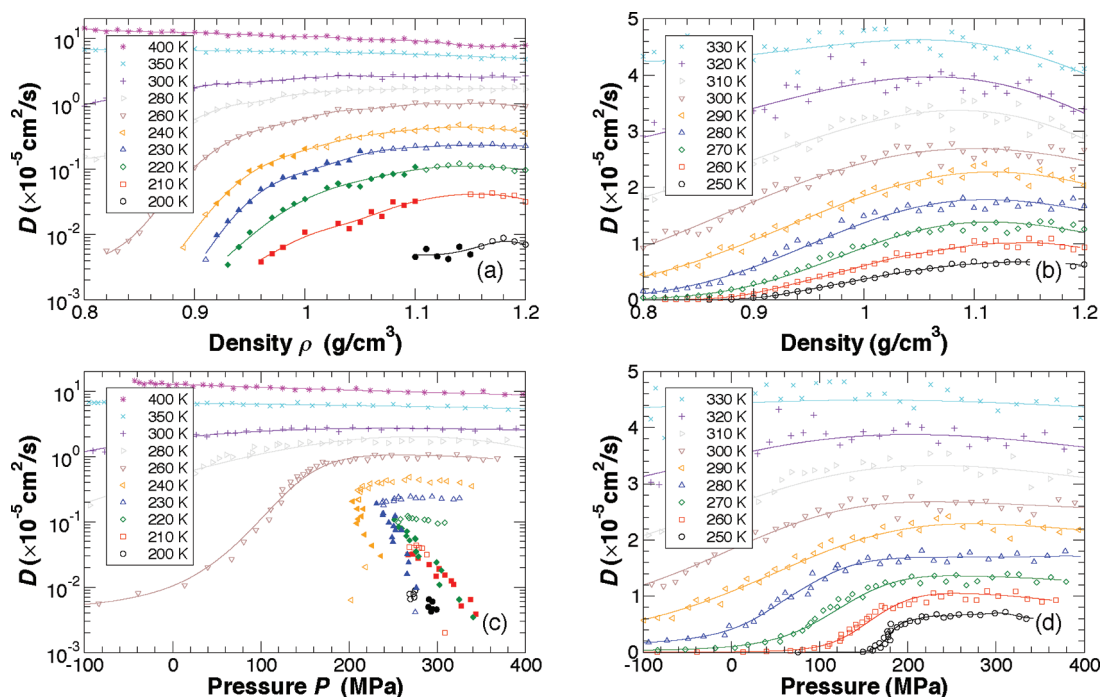 10¹
10⁰
10⁻¹
10⁻²
10⁻³
D (×10⁻⁵cm²/s)
400 K
350 K
300 K
280 K
260 K
240 K
230 K
220 K
210 K
200 K
(a)
0.8
0.9
1
1.1
1.2
Density ρ (g/cm³)
5
4
3
2
1
0
D (×10⁻⁵cm²/s)
330 K
320 K
310 K
300 K
290 K
280 K
270 K
260 K
250 K
(b)
0.8
0.9
1
1.1
1.2
Density (g/cm³)
10¹
10⁰
10⁻¹
10⁻²
10⁻³
D (×10⁻⁵cm²/s)
400 K
350 K
300 K
280 K
260 K
240 K
230 K
220 K
210 K
200 K
(c)
-100
0
100
200
300
400
Pressure P (MPa)
5
4
3
2
1
0
D (×10⁻⁵cm²/s)
330 K
320 K
310 K
300 K
290 K
280 K
270 K
260 K
250 K
(d)
-100
0
100
200
300
400
Pressure (MPa)